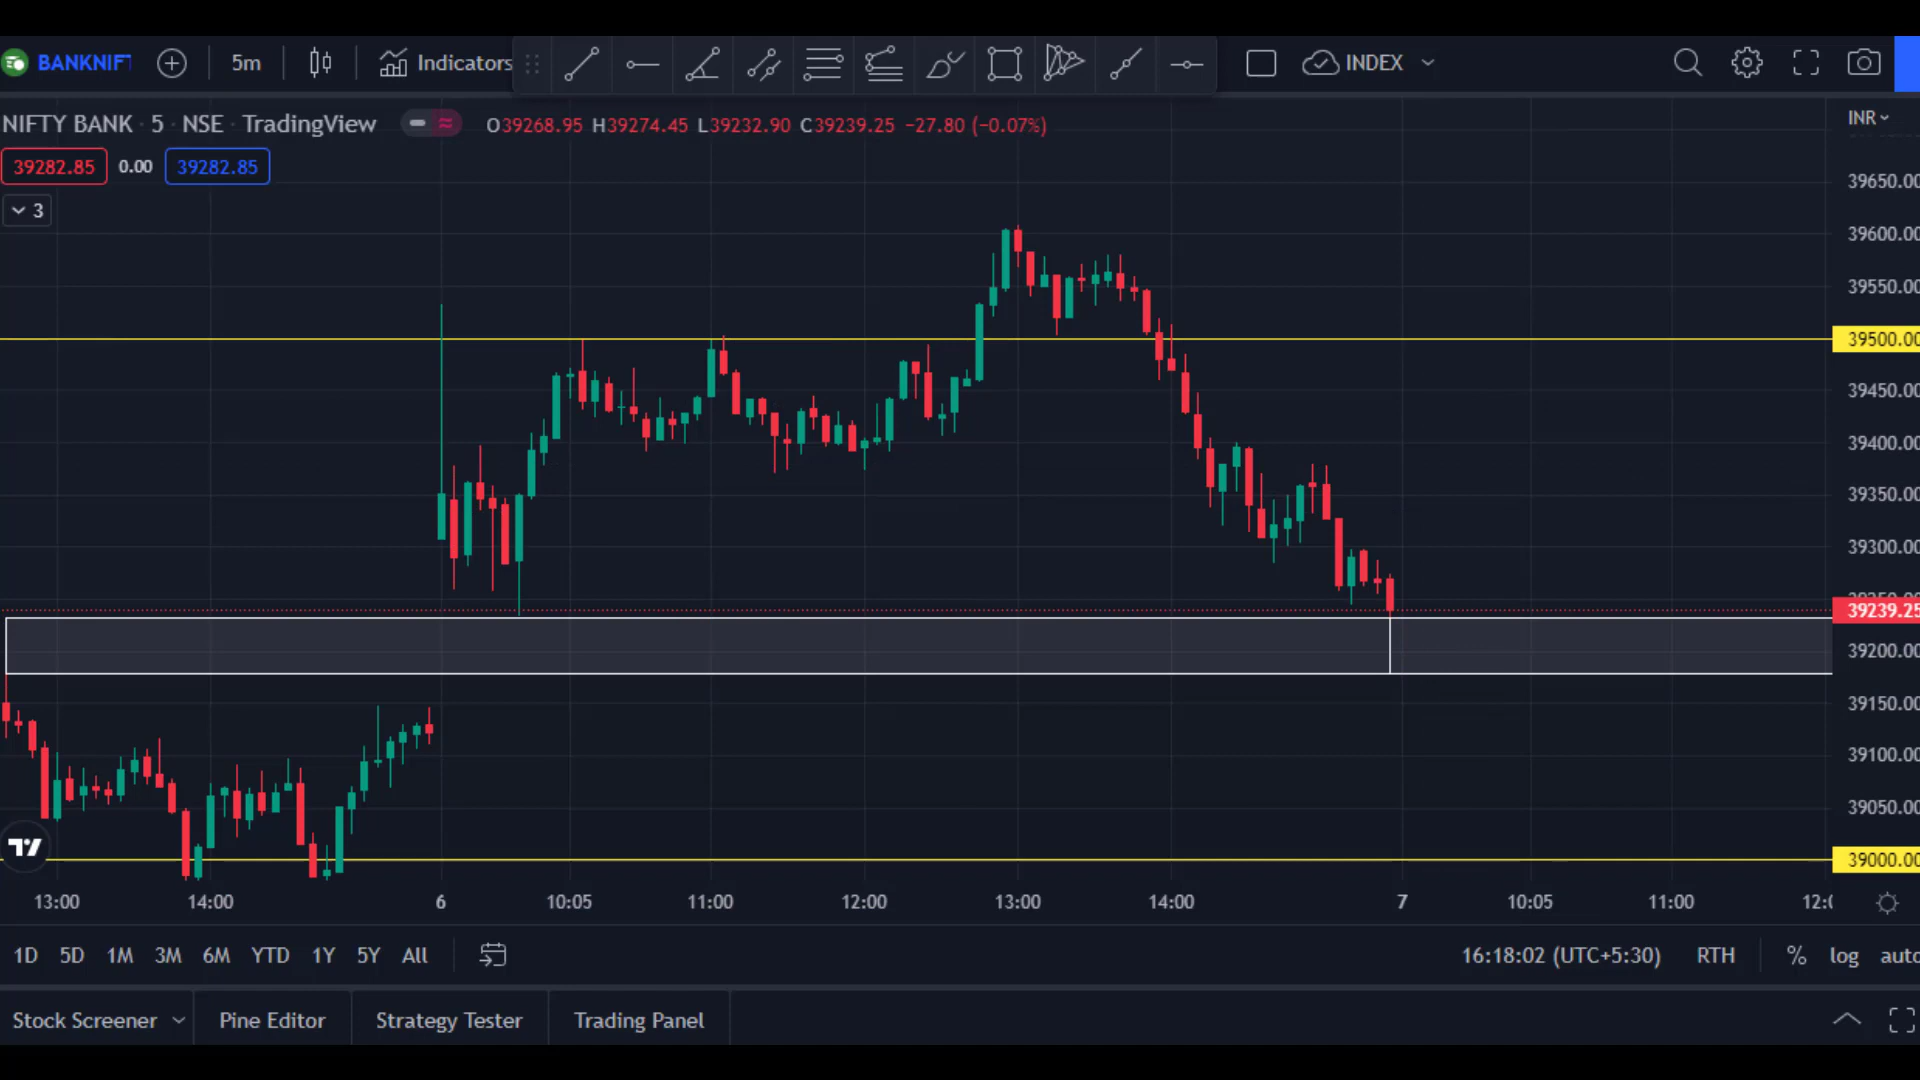 BANKNIFT 5m Indicators INDEX
NIFTY BANK · 5 · NSE · TradingView O39268.95 H39274.45 L39232.90 C39239.25 −27.80 (−0.07%) INR
39282.85 0.00 39282.85
3
39650.00
39600.00
39550.00
39500.00
39450.00
39400.00
39350.00
39300.00
39239.25
39200.00
39150.00
39100.00
39050.00
39000.00
13:00 14:00 6 10:05 11:00 12:00 13:00 14:00 7 10:05 11:00 12:0
1D 5D 1M 3M 6M YTD 1Y 5Y All 16:18:02 (UTC+5:30) RTH % log auto
Stock Screener Pine Editor Strategy Tester Trading Panel